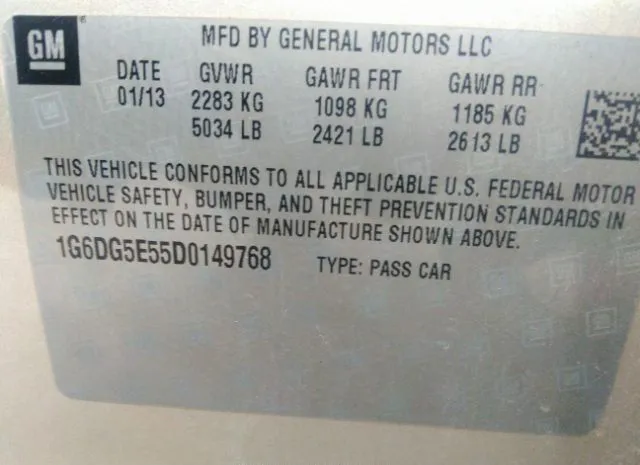 GM ®
MFD BY GENERAL MOTORS LLC
DATE GVWR GAWR FRT GAWR RR
01/13 2283 KG 1098 KG 1185 KG
5034 LB 2421 LB 2613 LB
THIS VEHICLE CONFORMS TO ALL APPLICABLE U.S. FEDERAL MOTOR
VEHICLE SAFETY, BUMPER, AND THEFT PREVENTION STANDARDS IN
EFFECT ON THE DATE OF MANUFACTURE SHOWN ABOVE.
1G6DG5E55D0149768 TYPE: PASS CAR